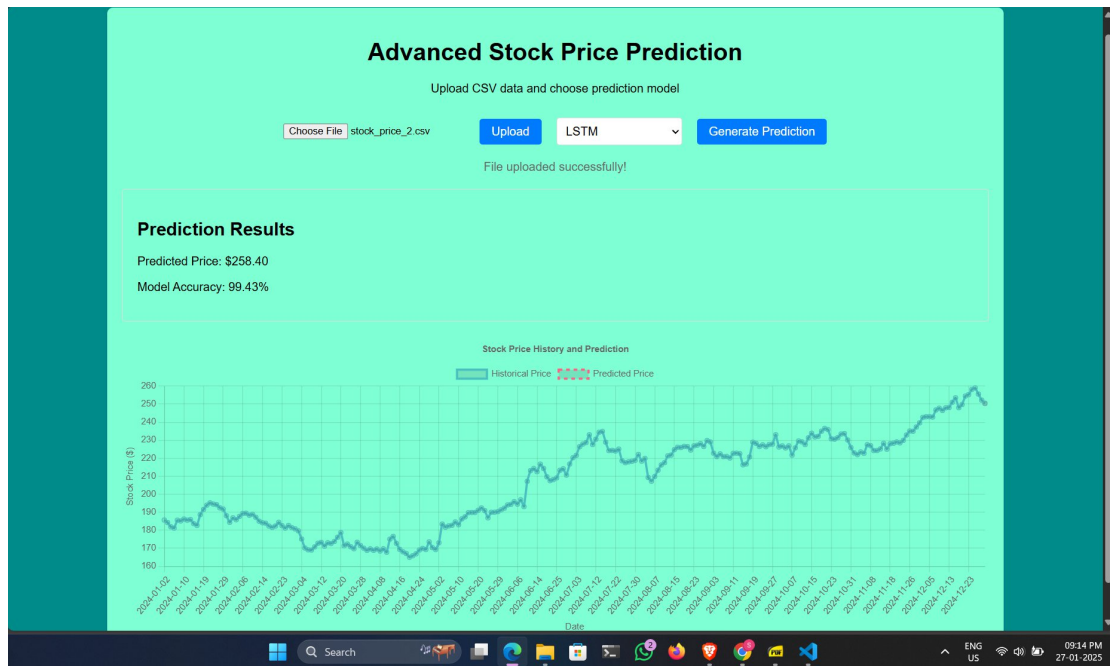 Advanced Stock Price Prediction
Upload CSV data and choose prediction model
Choose File stock_price_2.csv Upload LSTM Generate Prediction
File uploaded successfully!
Prediction Results
Predicted Price: $258.40
Model Accuracy: 99.43%
Stock Price History and Prediction
Historical Price Predicted Price
260
250
240
230
220
210
200
190
180
170
160
Stock Price ($)
2024-01-02 2024-01-10 2024-01-19 2024-01-29 2024-02-06 2024-02-14 2024-02-23 2024-03-04 2024-03-12 2024-03-20 2024-03-28 2024-04-08 2024-04-16 2024-04-24 2024-05-02 2024-05-10 2024-05-20 2024-05-29 2024-06-06 2024-06-14 2024-06-25 2024-07-03 2024-07-12 2024-07-22 2024-07-30 2024-08-07 2024-08-15 2024-08-23 2024-09-03 2024-09-11 2024-09-19 2024-09-27 2024-10-07 2024-10-15 2024-10-23 2024-10-31 2024-11-08 2024-11-18 2024-11-26 2024-12-05 2024-12-13 2024-12-23
Date
Search
2
5
PDF
ENG
US
09:14 PM
27-01-2025